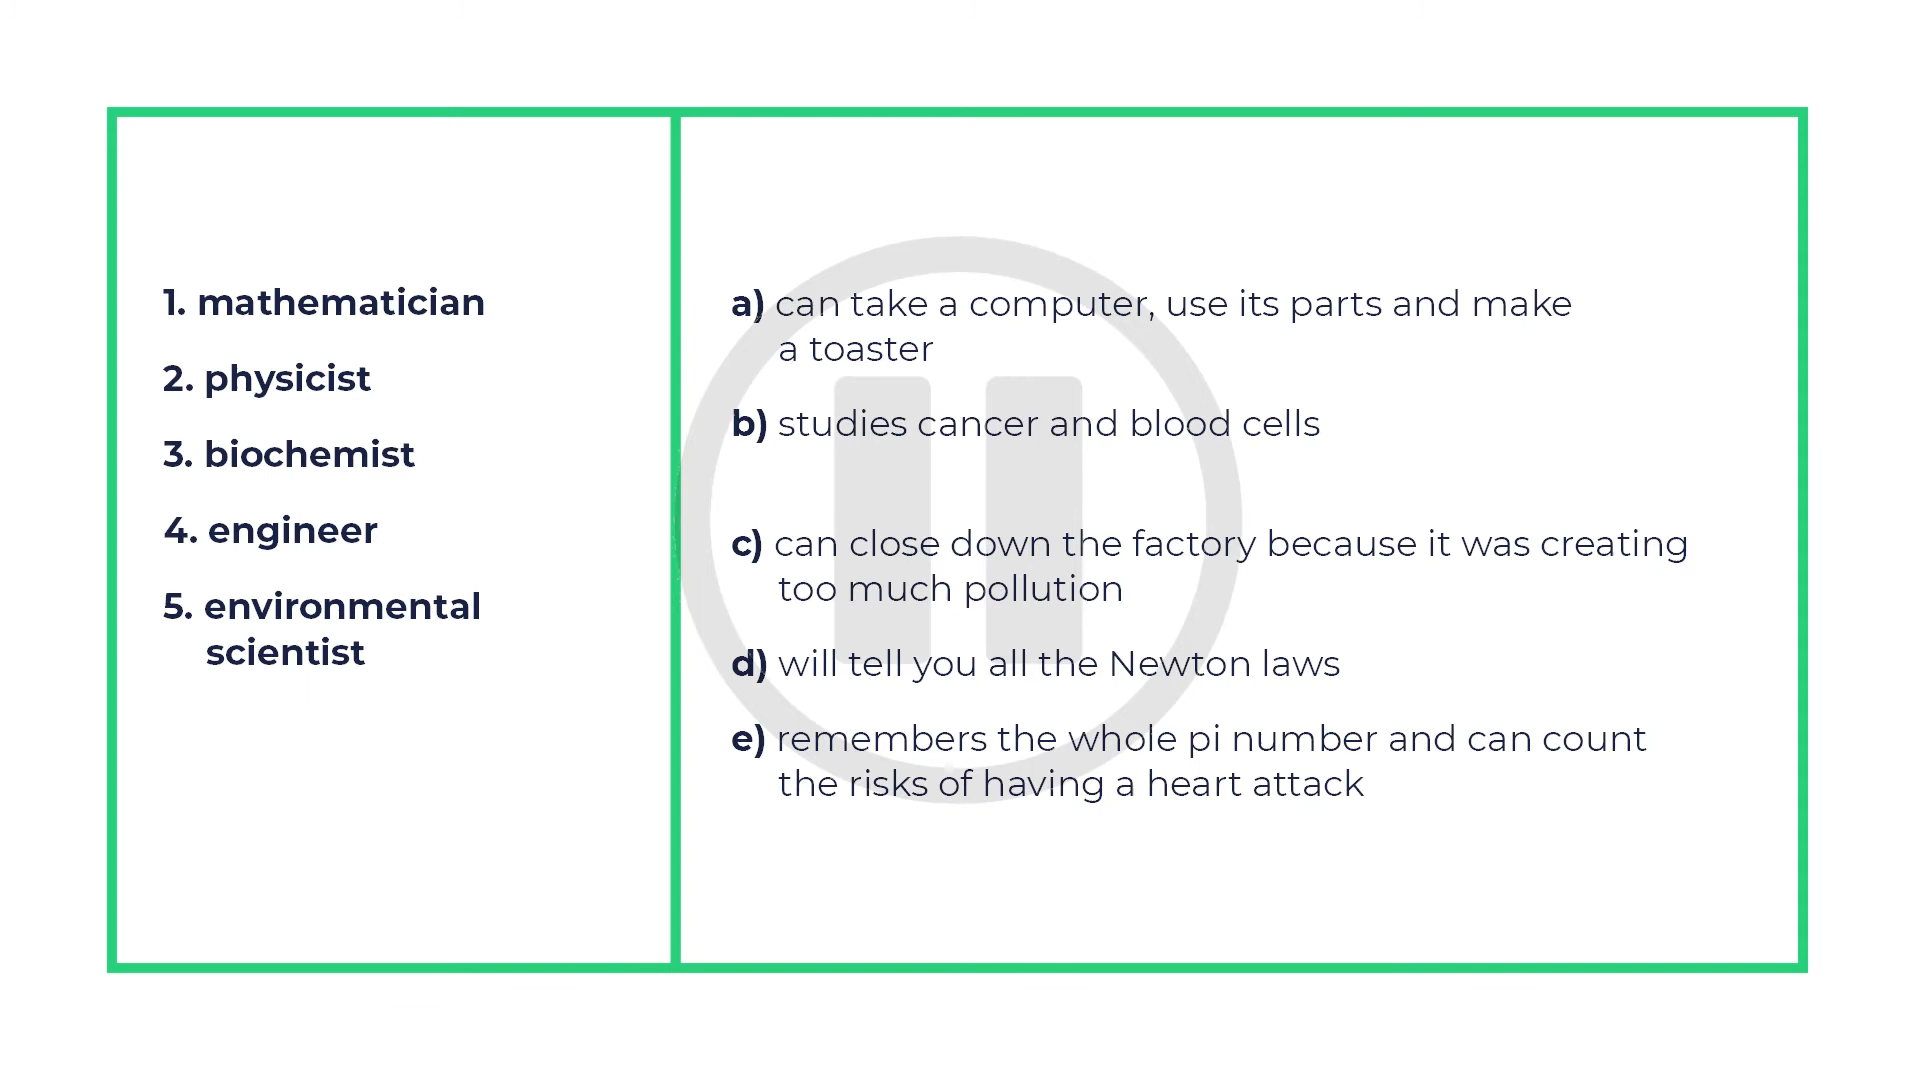 1. mathematician
2. physicist
3. biochemist
4. engineer
5. environmental
scientist
a) can take a computer, use its parts and make
a toaster
b) studies cancer and blood cells
c) can close down the factory because it was creating
too much pollution
d) will tell you all the Newton laws
e) remembers the whole pi number and can count
the risks of having a heart attack